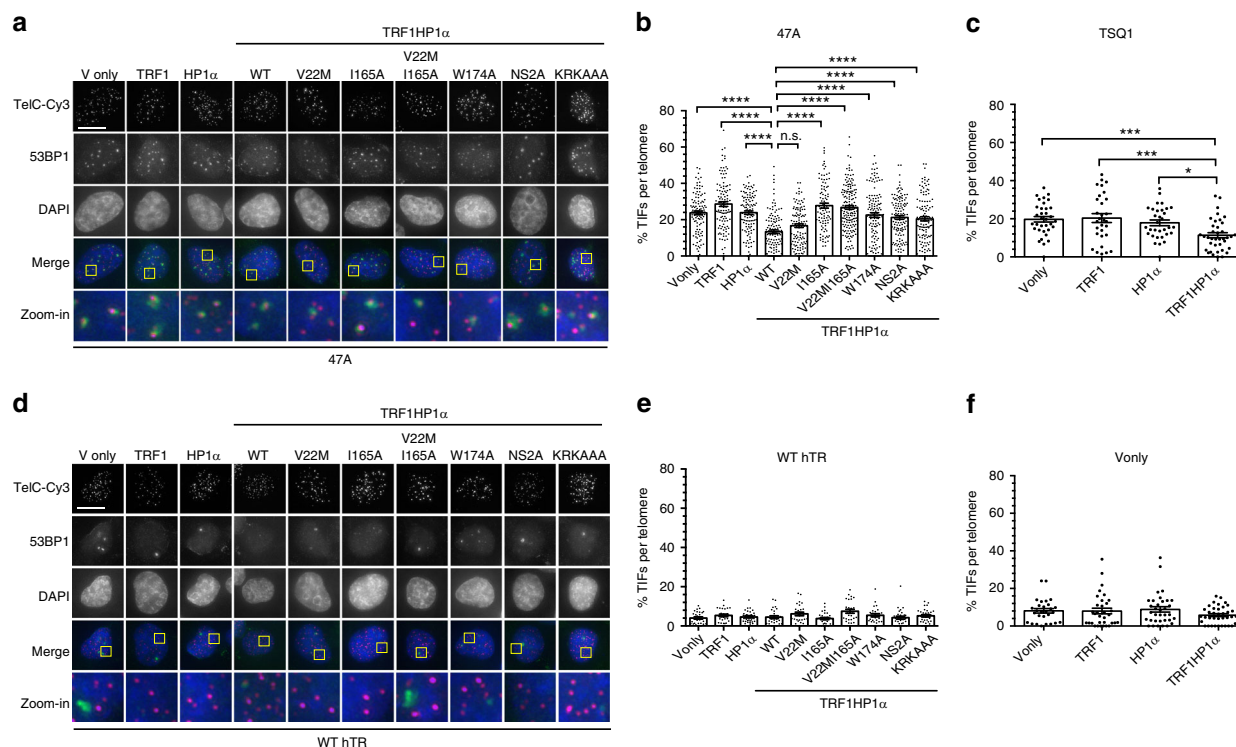 a
TRF1HP1α
V22M
V only TRF1 HP1α WT V22M I165A I165A W174A NS2A KRKAAA
TelC-Cy3
53BP1
DAPI
Merge
Zoom-in
47A
b
47A
% TIFs per telomere
80
60
40
20
0
****
****
****
****
****
****
****
****
n.s.
Vonly TRF1 HP1α WT V22M I165A V22MI165A W174A NS2A KRKAAA
TRF1HP1α
c
TSQ1
% TIFs per telomere
80
60
40
20
0
***
***
*
Vonly TRF1 HP1α TRF1HP1α
d
TRF1HP1α
V22M
V only TRF1 HP1α WT V22M I165A I165A W174A NS2A KRKAAA
TelC-Cy3
53BP1
DAPI
Merge
Zoom-in
WT hTR
e
WT hTR
% TIFs per telomere
80
60
40
20
0
Vonly TRF1 HP1α WT V22M I165A V22MI165A W174A NS2A KRKAAA
TRF1HP1α
f
Vonly
% TIFs per telomere
80
60
40
20
0
Vonly TRF1 HP1α TRF1HP1α